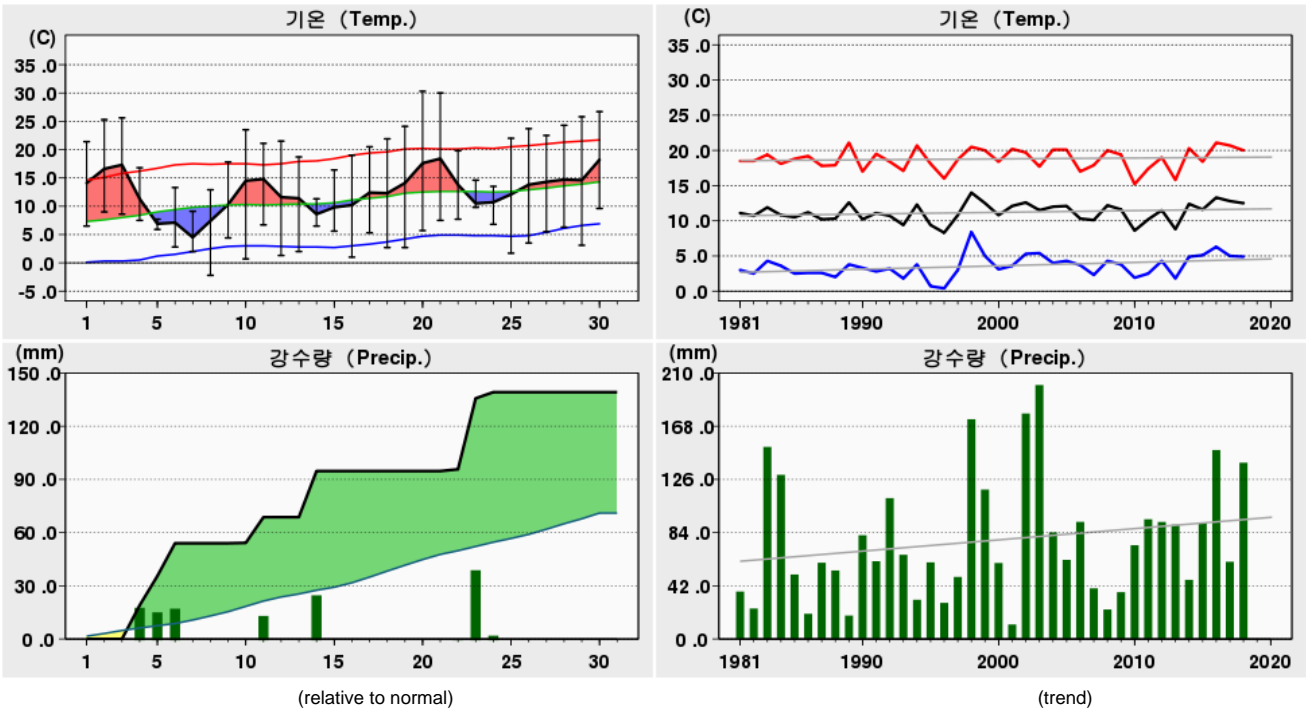 기온 (Temp.)
(C)
35 .0
30 .0
25 .0
20 .0
15 .0
10 .0
5 .0
0 .0
-5 .0
1 5 10 15 20 25 30
기온 (Temp.)
(C)
35 .0
30 .0
25 .0
20 .0
15 .0
10 .0
5 .0
0 .0
1981 1990 2000 2010 2020
강수량 (Precip.)
(mm)
150 .0
120 .0
90 .0
60 .0
30 .0
0 .0
1 5 10 15 20 25 30
(relative to normal)
강수량 (Precip.)
(mm)
210 .0
168 .0
126 .0
84 .0
42 .0
0 .0
1981 1990 2000 2010 2020
(trend)